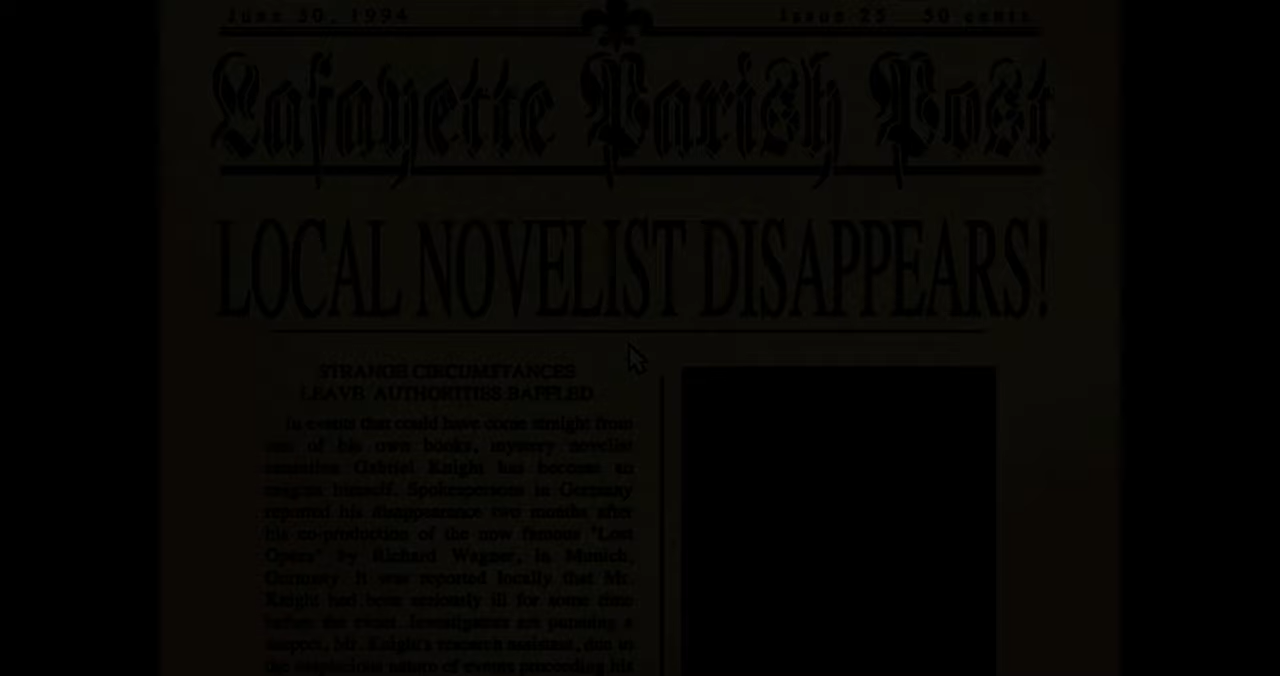 June 30, 1994 Issue 25 50 cents
Lafayette Parish Post
LOCAL NOVELIST DISAPPEARS!
STRANGE CIRCUMSTANCES
LEAVE AUTHORITIES BAFFLED
In events that could have come straight from
one of his own books, mystery novelist
sensation Gabriel Knight has become an
enigma himself. Spokespersons in Germany
reported his disappearance two months after
his co-production of the now famous "Lost
Opera" by Richard Wagner, in Munich,
Germany. It was reported locally that Mr.
Knight had been seriously ill for some time
before the event. Investigators are pursuing a
suspect, Mr. Knight's research assistant, due to
the suspicious nature of events preceeding his